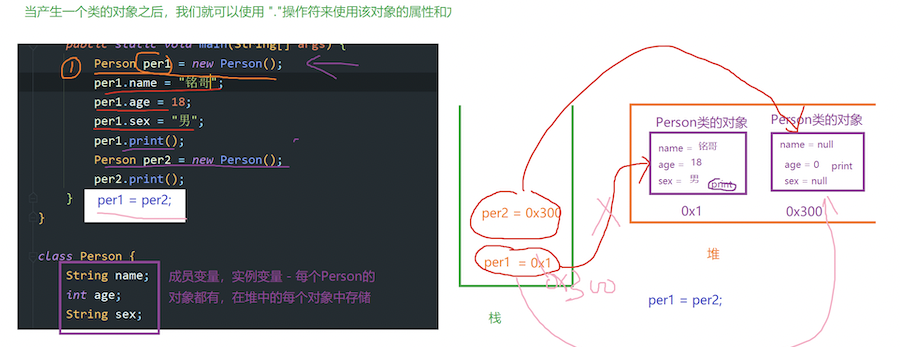 当产生一个类的对象之后，我们就可以使用 "."操作符来使用该对象的属性和
public static void main(String[] args) {
1
Person per1 = new Person();
per1.name = "铭哥";
per1.age = 18;
per1.sex = "男";
per1.print();
Person per2 = new Person();
per2.print();
}
per1 = per2;
}
class Person {
String name;
int age;
String sex;
成员变量，实例变量 - 每个Person的
对象都有，在堆中的每个对象中存储
per2 = 0x300
per1 = 0x1
0x300
栈
Person类的对象
name = 铭哥
age = 18
sex = 男 print
0x1
Person类的对象
name = null
age = 0 print
sex = null
0x300
堆
per1 = per2;